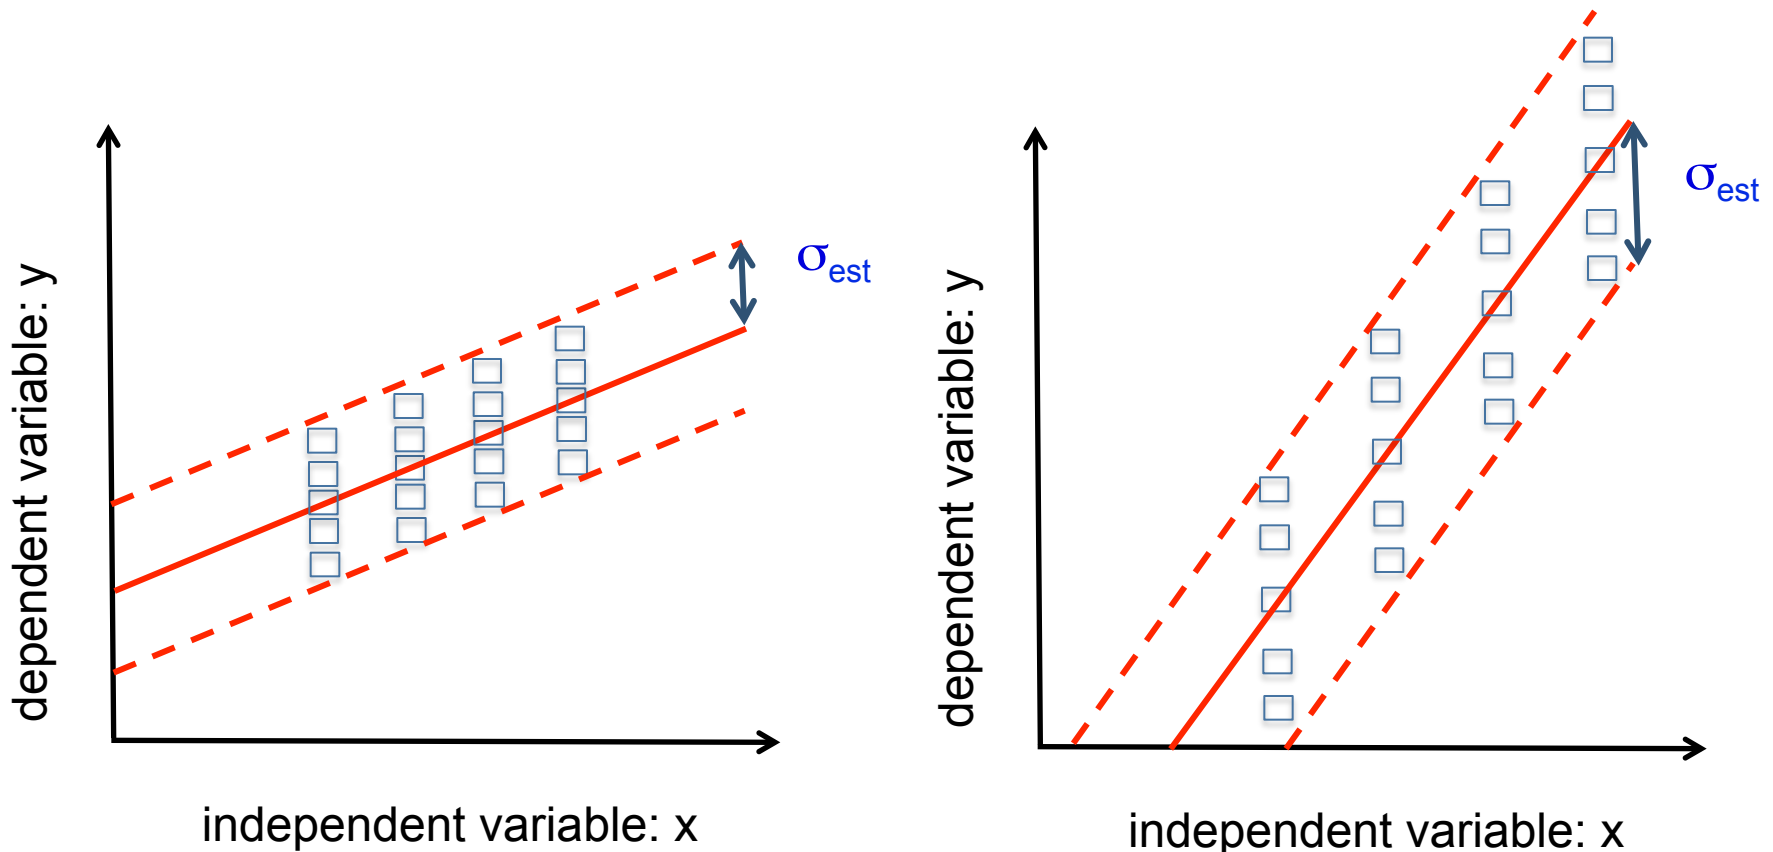 dependent variable: y
σest
independent variable: x
dependent variable: y
σest
independent variable: x